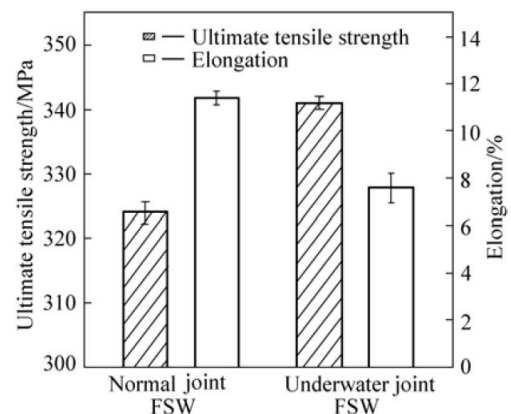 Ultimate tensile strength/MPa
350
340
330
320
310
300
Ultimate tensile strength
Elongation
14
12
10
8
6
4
2
0
Elongation/%
Normal joint
FSW
Underwater joint
FSW